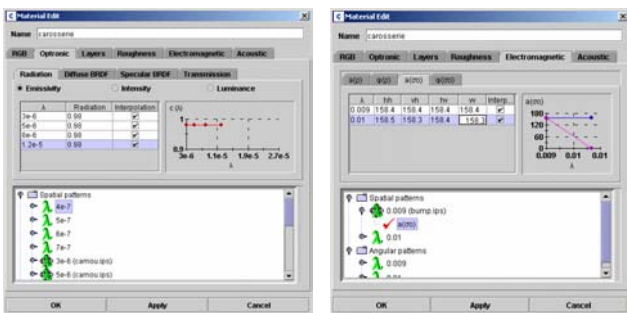 Material Edit
Name carosserie
RGB Optronic Layers Roughness Electromagnetic Acoustic
Radiation Diffuse BRDF Specular BRDF Transmission
Emissivity Intensity Luminance
λ Radiation Interpolation
3e-6 0.98
5e-6 0.98
8e-6 0.98
1.2e-5 0.98
ε (λ)
1
0.9
3e-6 1.1e-5 1.9e-5 2.7e-5
λ
Spatial patterns
λ 4e-7
λ 5e-7
λ 6e-7
λ 7e-7
3e-6 (camou.ips)
5e-6 (camou.ips)
OK Apply Cancel
Material Edit
Name carosserie
RGB Optronic Layers Roughness Electromagnetic Acoustic
λ hh vh hv vv Interp...
0.009 158.4 158.4 158.4 158.4
0.01 158.5 158.3 158.4 158.3
180
120
60
0
0.009 0.01 0.01
λ
Spatial patterns
0.009 (bump.ips)
λ 0.01
Angular patterns
λ 0.009
OK Apply Cancel